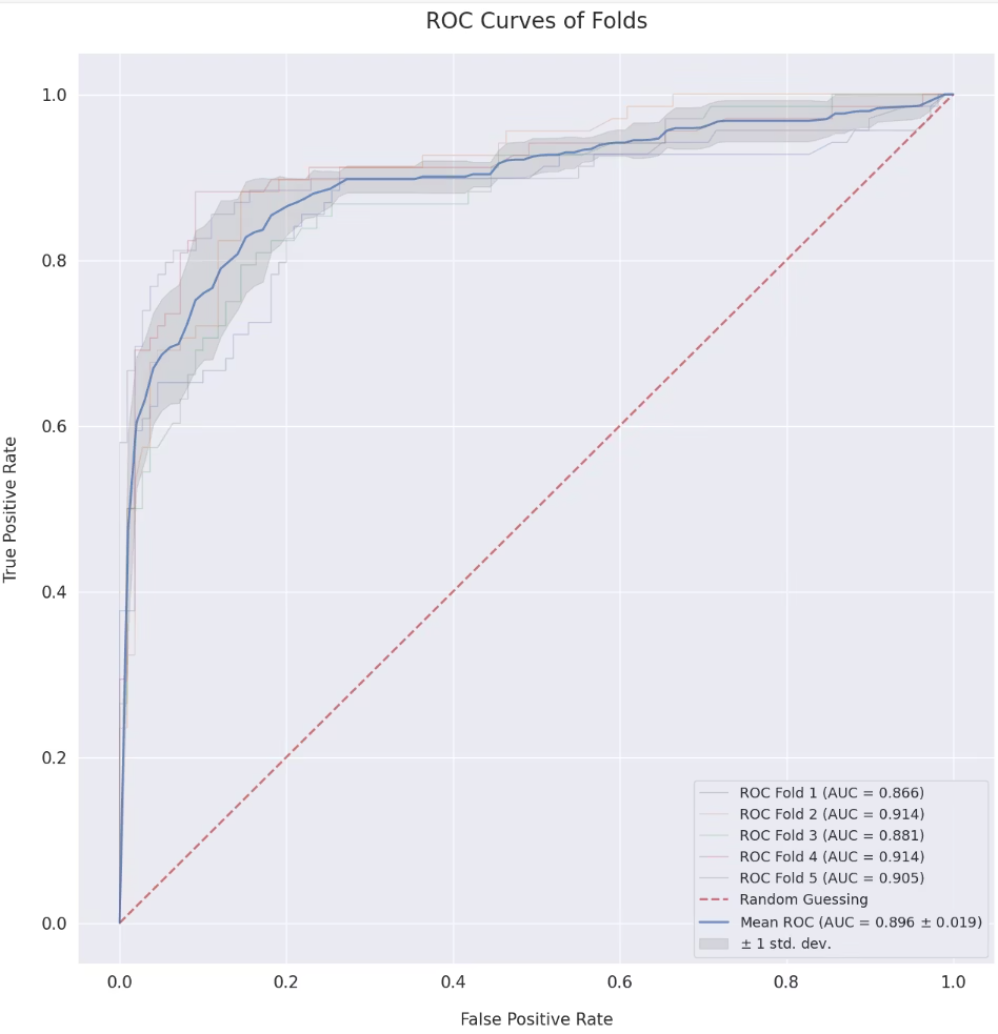 ROC Curves of Folds
1.0
0.8
0.6
0.4
0.2
0.0
True Positive Rate
0.0 0.2 0.4 0.6 0.8 1.0
False Positive Rate
ROC Fold 1 (AUC = 0.866)
ROC Fold 2 (AUC = 0.914)
ROC Fold 3 (AUC = 0.881)
ROC Fold 4 (AUC = 0.914)
ROC Fold 5 (AUC = 0.905)
Random Guessing
Mean ROC (AUC = 0.896 ± 0.019)
± 1 std. dev.